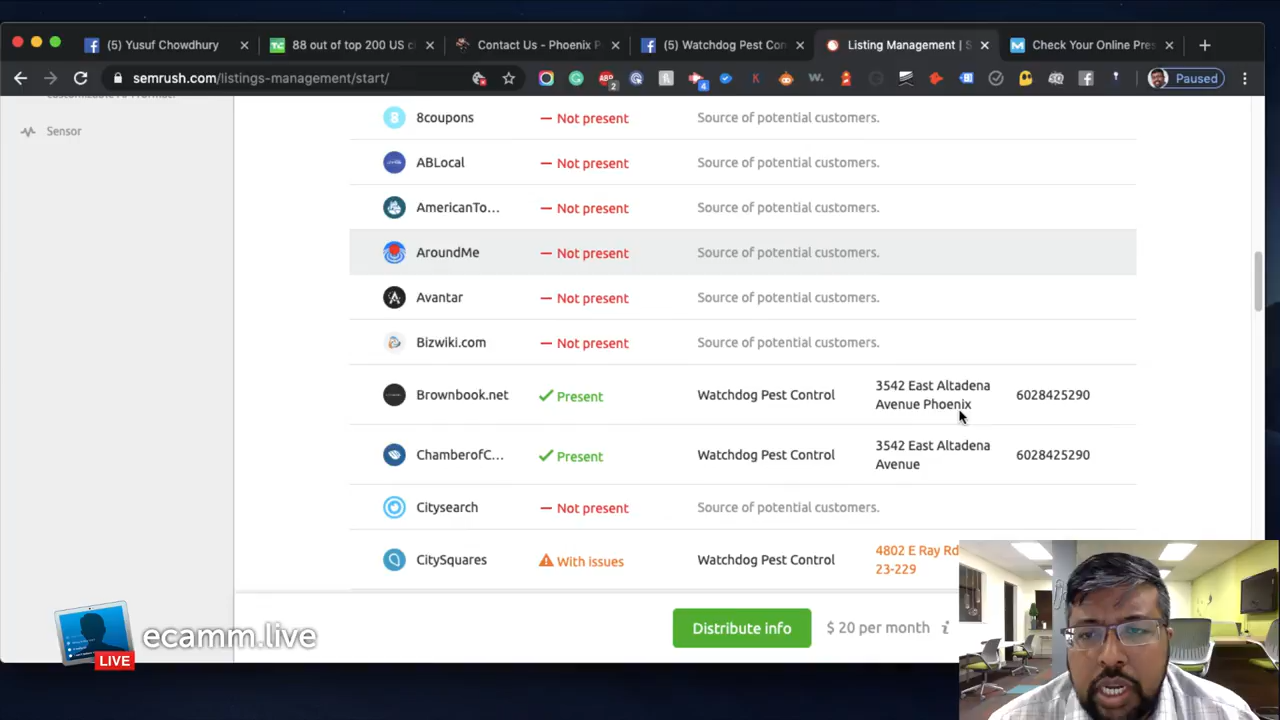 (5) Yusuf Chowdhury
88 out of top 200 US c
Contact Us - Phoenix P
(5) Watchdog Pest Con
Listing Management | S
Check Your Online Pres
semrush.com/listings-management/start/
ABP
2
4
K
W.
Paused
Sensor
8coupons
Not present
Source of potential customers.
ABLocal
Not present
Source of potential customers.
AmericanTo...
Not present
Source of potential customers.
AroundMe
Not present
Source of potential customers.
Avantar
Not present
Source of potential customers.
Bizwiki.com
Not present
Source of potential customers.
Brownbook.net
Present
Watchdog Pest Control
3542 East Altadena
Avenue Phoenix
6028425290
ChamberofC...
Present
Watchdog Pest Control
3542 East Altadena
Avenue
6028425290
Citysearch
Not present
Source of potential customers.
CitySquares
With issues
Watchdog Pest Control
4802 E Ray Rd
23-229
Distribute info
$ 20 per month
ecamm.live
LIVE